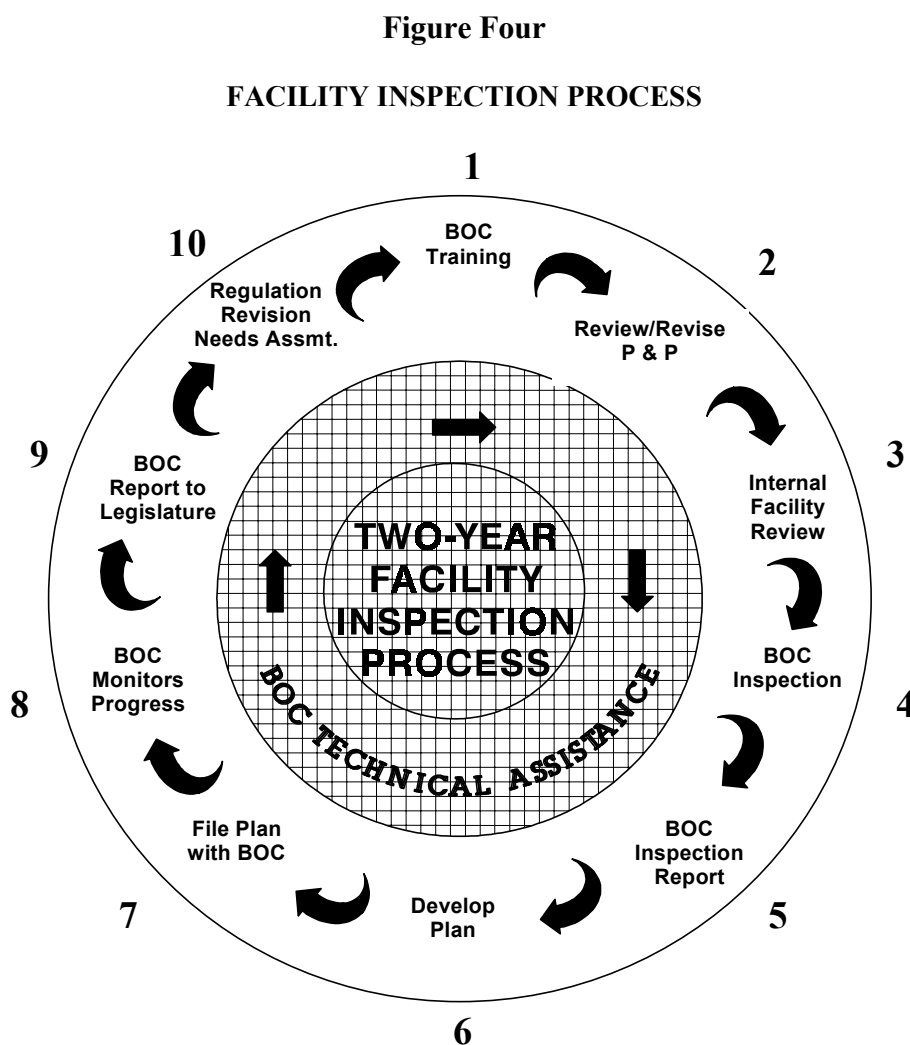 Figure Four
FACILITY INSPECTION PROCESS
1
BOC
Training
2
Review/Revise
P & P
3
Internal
Facility
Review
4
BOC
Inspection
5
BOC
Inspection
Report
6
Develop
Plan
7
File Plan
with BOC
8
BOC
Monitors
Progress
9
BOC
Report to
Legislature
10
Regulation
Revision
Needs Assmt.
TWO-YEAR
FACILITY
INSPECTION
PROCESS
BOC TECHNICAL ASSISTANCE